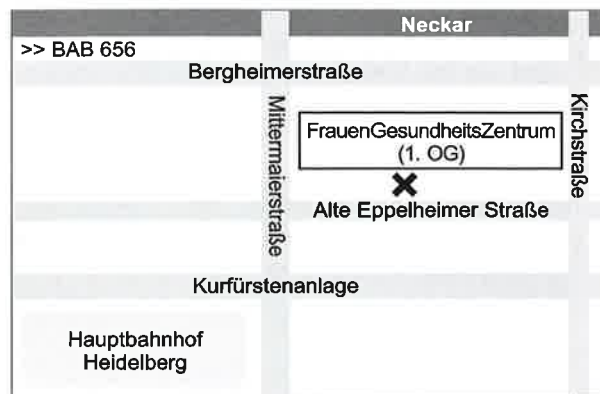 Neckar
>> BAB 656
Bergheimerstraße
Mittermaierstraße
Kirchstraße
FrauenGesundheitsZentrum
(1. OG)
Alte Eppelheimer Straße
Kurfürstenanlage
Hauptbahnhof
Heidelberg